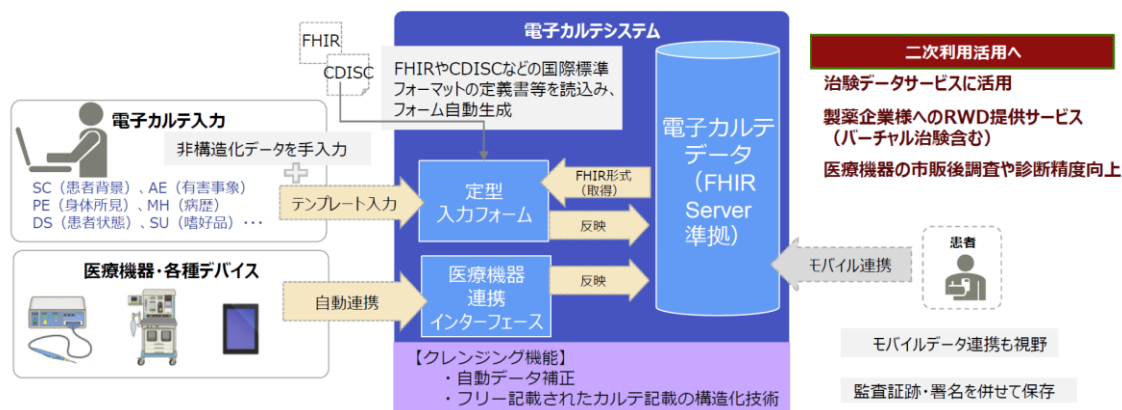 FHIR
CDISC
電子カルテシステム
FHIRやCDISCなどの国際標準
フォーマットの定義書等を読込み、
フォーム自動生成
電子カルテ入力
非構造化データを手入力
SC（患者背景）、AE（有害事象）
PE（身体所見）、MH（病歴）
DS（患者状態）、SU（嗜好品）・・・
テンプレート入力
定型
入力フォーム
FHIR形式
（取得）
反映
電子カルテ
データ
（FHIR
Server
準拠）
医療機器・各種デバイス
自動連携
医療機器
連携
インターフェース
反映
【クレンジング機能】
・自動データ補正
・フリー記載されたカルテ記載の構造化技術
二次利用活用へ
治験データサービスに活用
製薬企業様へのRWD提供サービス
（バーチャル治験含む）
医療機器の市販後調査や診断精度向上
モバイル連携
患者
モバイルデータ連携も視野
監査証跡・署名を併せて保存